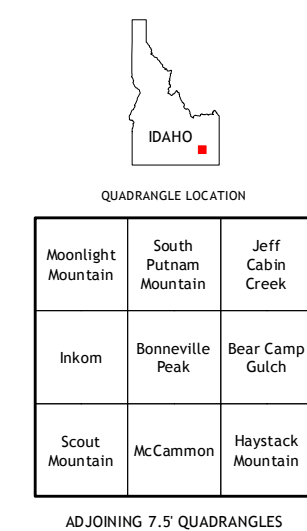 IDAHO
QUADRANGLE LOCATION
Moonlight
Mountain
South
Putnam
Mountain
Jeff
Cabin
Creek
Inkom
Bonneville
Peak
Bear Camp
Gulch
Scout
Mountain
McCammon
Haystack
Mountain
ADJOINING 7.5' QUADRANGLES